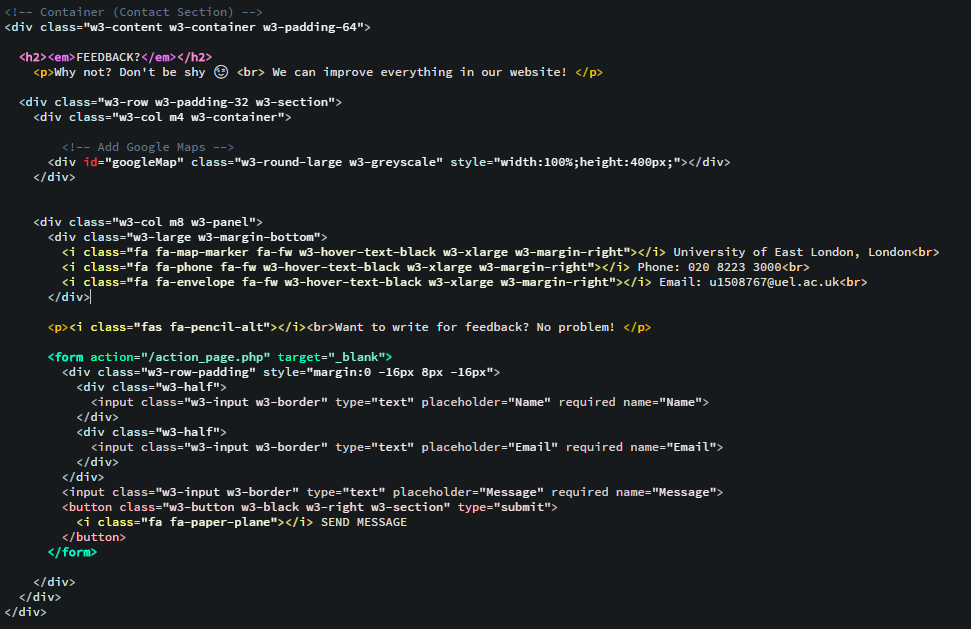 <!-- Container (Contact Section) -->
<div class="w3-content w3-container w3-padding-64">
<h2><em>FEEDBACK?</em></h2>
<p>Why not? Don't be shy 😉 <br> We can improve everything in our website! </p>
<div class="w3-row w3-padding-32 w3-section">
<div class="w3-col m4 w3-container">
<!-- Add Google Maps -->
<div id="googleMap" class="w3-round-large w3-greyscale" style="width:100%;height:400px;"></div>
</div>
<div class="w3-col m8 w3-panel">
<div class="w3-large w3-margin-bottom">
<i class="fa fa-map-marker fa-fw w3-hover-text-black w3-xlarge w3-margin-right"></i> University of East London, London<br>
<i class="fa fa-phone fa-fw w3-hover-text-black w3-xlarge w3-margin-right"></i> Phone: 020 8223 3000<br>
<i class="fa fa-envelope fa-fw w3-hover-text-black w3-xlarge w3-margin-right"></i> Email: u1508767@uel.ac.uk<br>
</div>
<p><i class="fas fa-pencil-alt"></i><br>Want to write for feedback? No problem! </p>
<form action="/action_page.php" target="_blank">
<div class="w3-row-padding" style="margin:0 -16px 8px -16px">
<div class="w3-half">
<input class="w3-input w3-border" type="text" placeholder="Name" required name="Name">
</div>
<div class="w3-half">
<input class="w3-input w3-border" type="text" placeholder="Email" required name="Email">
</div>
</div>
<input class="w3-input w3-border" type="text" placeholder="Message" required name="Message">
<button class="w3-button w3-black w3-right w3-section" type="submit">
<i class="fa fa-paper-plane"></i> SEND MESSAGE
</button>
</form>
</div>
</div>
</div>